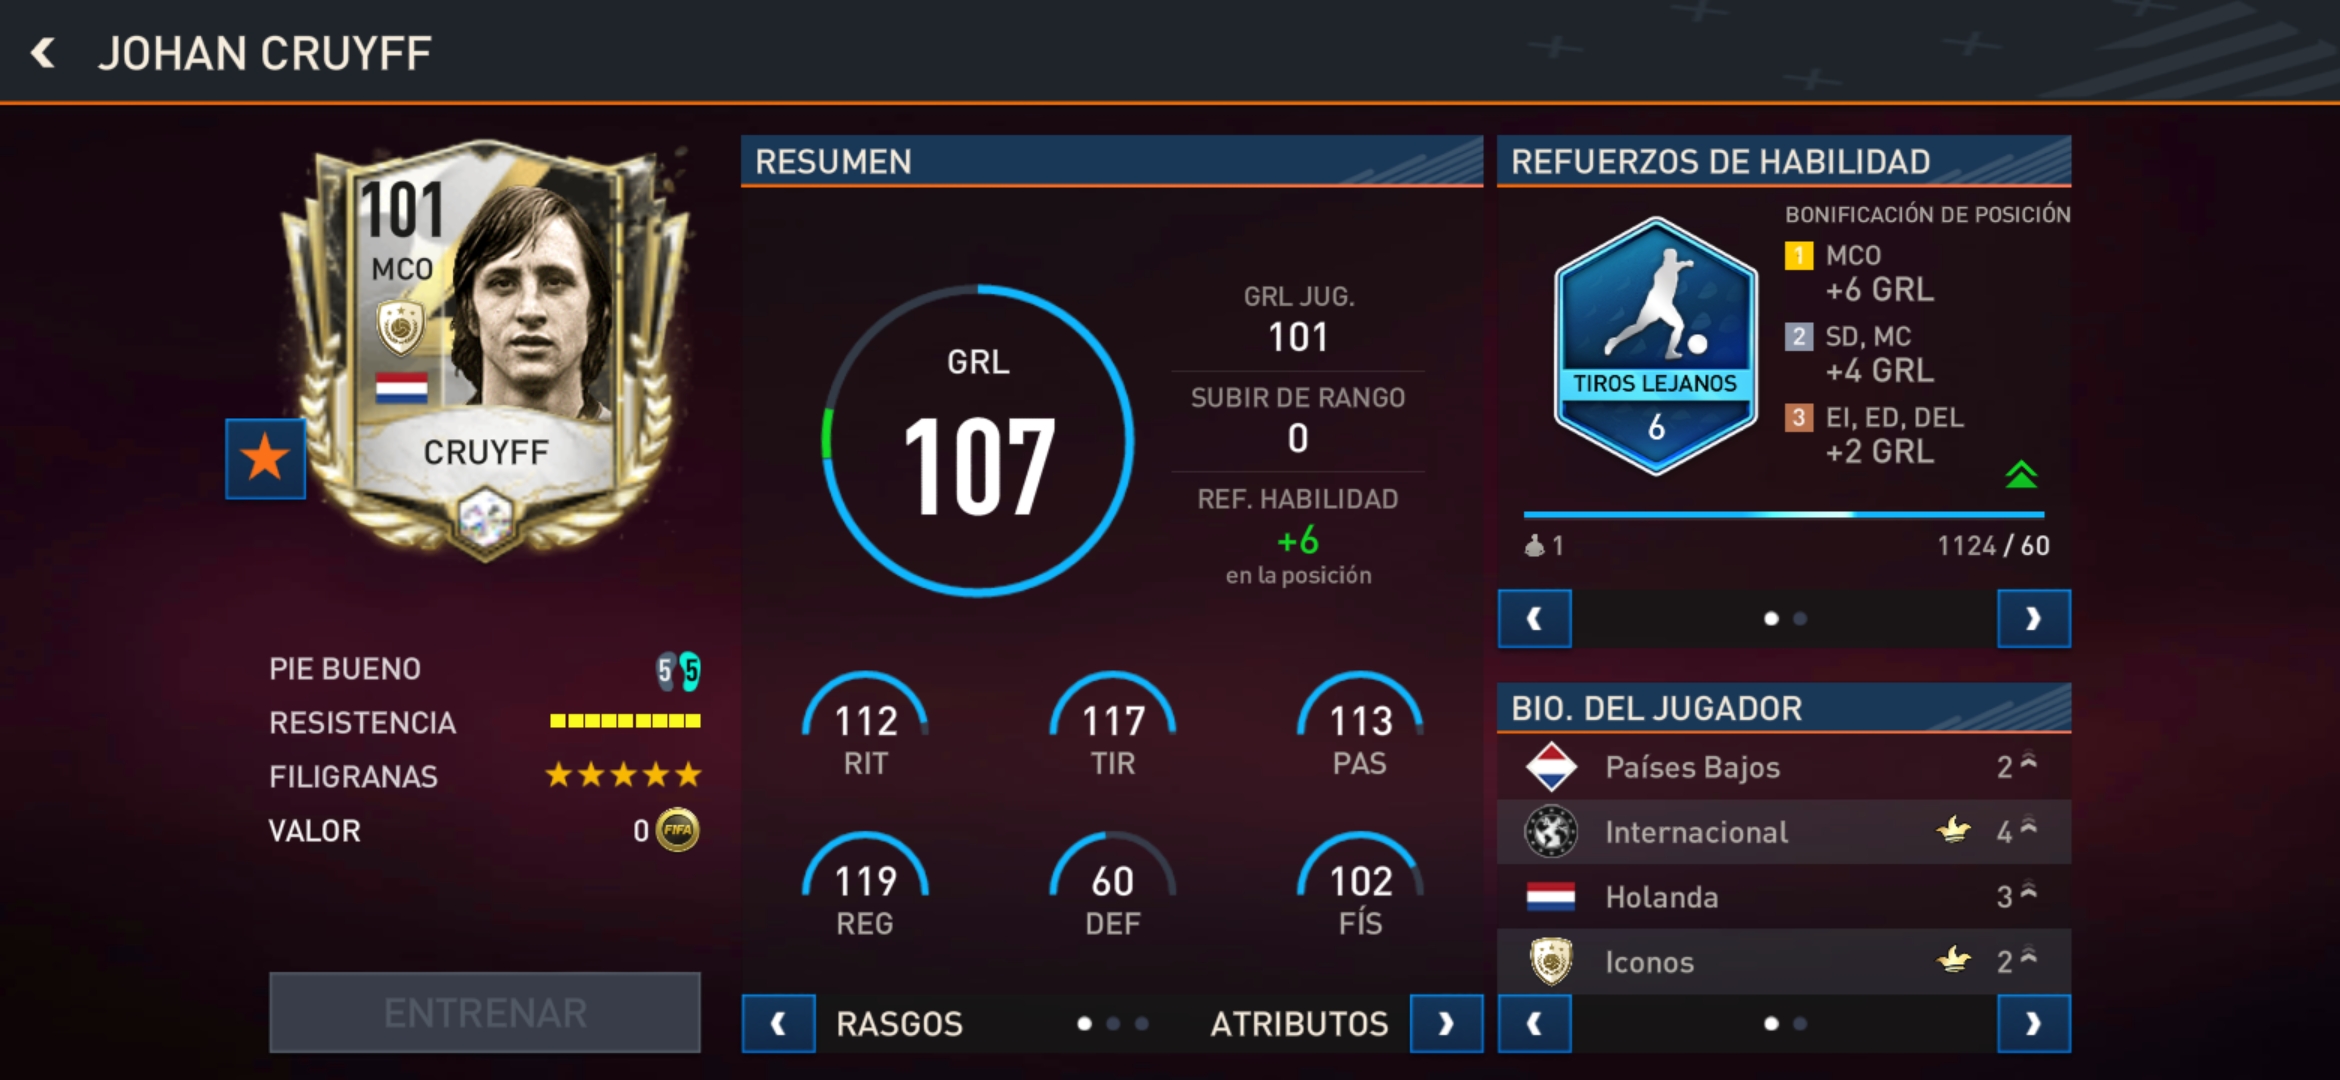 JOHAN CRUYFF
101
MCO
CRUYFF
PIE BUENO 5 5
RESISTENCIA
FILIGRANAS
VALOR 0 FIFA
ENTRENAR
RESUMEN
GRL
107
GRL JUG.
101
SUBIR DE RANGO
0
REF. HABILIDAD
+6
en la posición
112
RIT
117
TIR
113
PAS
119
REG
60
DEF
102
FÍS
RASGOS
ATRIBUTOS
REFUERZOS DE HABILIDAD
TIROS LEJANOS
6
BONIFICACIÓN DE POSICIÓN
1 MCO
+6 GRL
2 SD, MC
+4 GRL
3 EI, ED, DEL
+2 GRL
1
1124 / 60
BIO. DEL JUGADOR
Países Bajos 2
Internacional 4
Holanda 3
Iconos 2